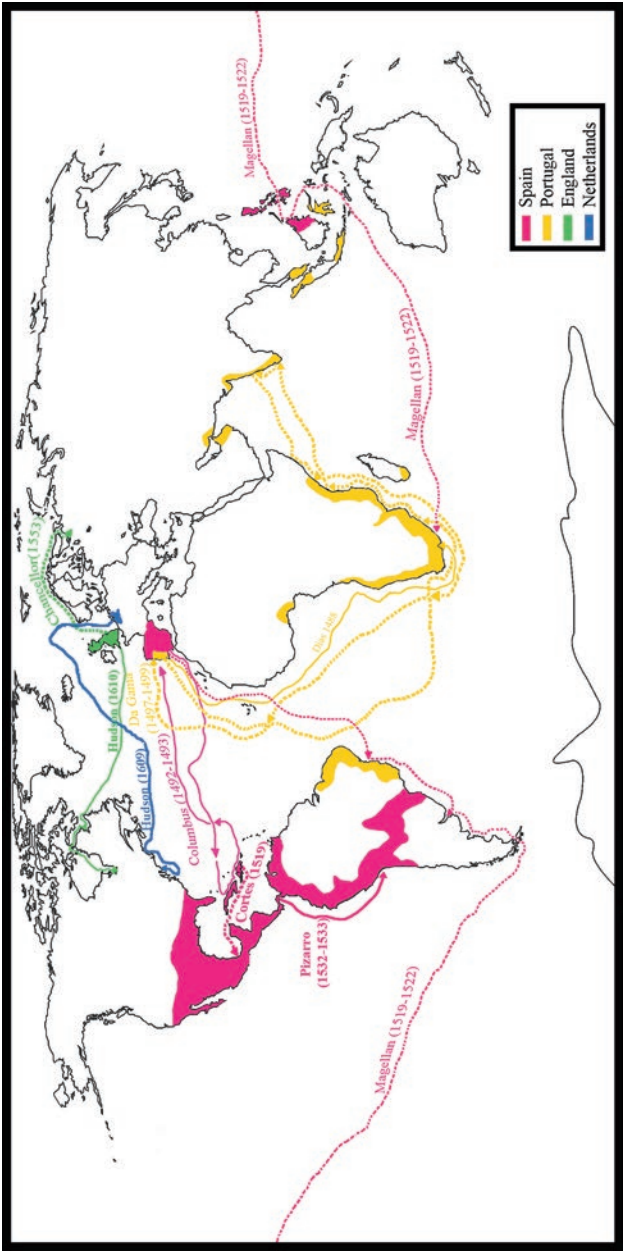 Magellan (1519-1522)
Pizarro
(1532-1533)
Cortes (1519)
Columbus (1492-1493)
Hudson (1609)
Hudson (1610)
Da Gama
(1497-1499)
Chancellor(1553)
Dias 1488
Magellan (1519-1522)
Magellan (1519-1522)
Spain
Portugal
England
Netherlands